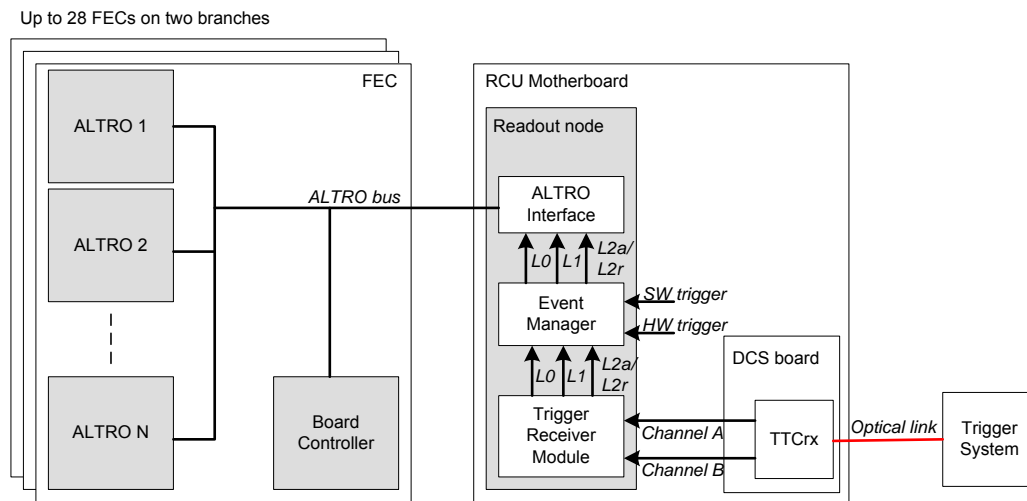 Up to 28 FECs on two branches
FEC
ALTRO 1
ALTRO 2
ALTRO N
Board
Controller
ALTRO bus
RCU Motherboard
Readout node
ALTRO
Interface
L0
L1
L2a/
L2r
Event
Manager
SW trigger
HW trigger
L0
L1
L2a/
L2r
Trigger
Receiver
Module
Channel A
Channel B
DCS board
TTCrx
Optical link
Trigger
System